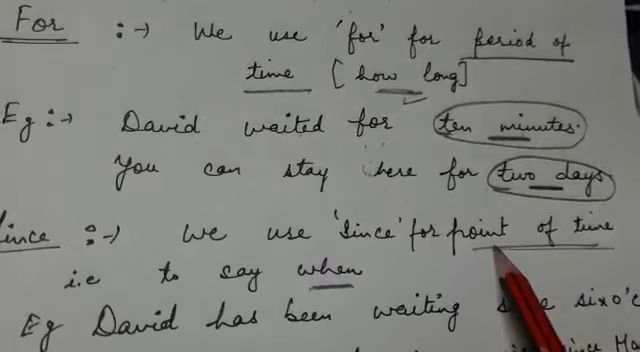 For :-> We use 'for' for period of
time [how long]
Eg :-> David waited for ten minutes.
You can stay here for two days.
:-> We use 'since' for point of time
i.e to say when
Eg David has been waiting six o'c